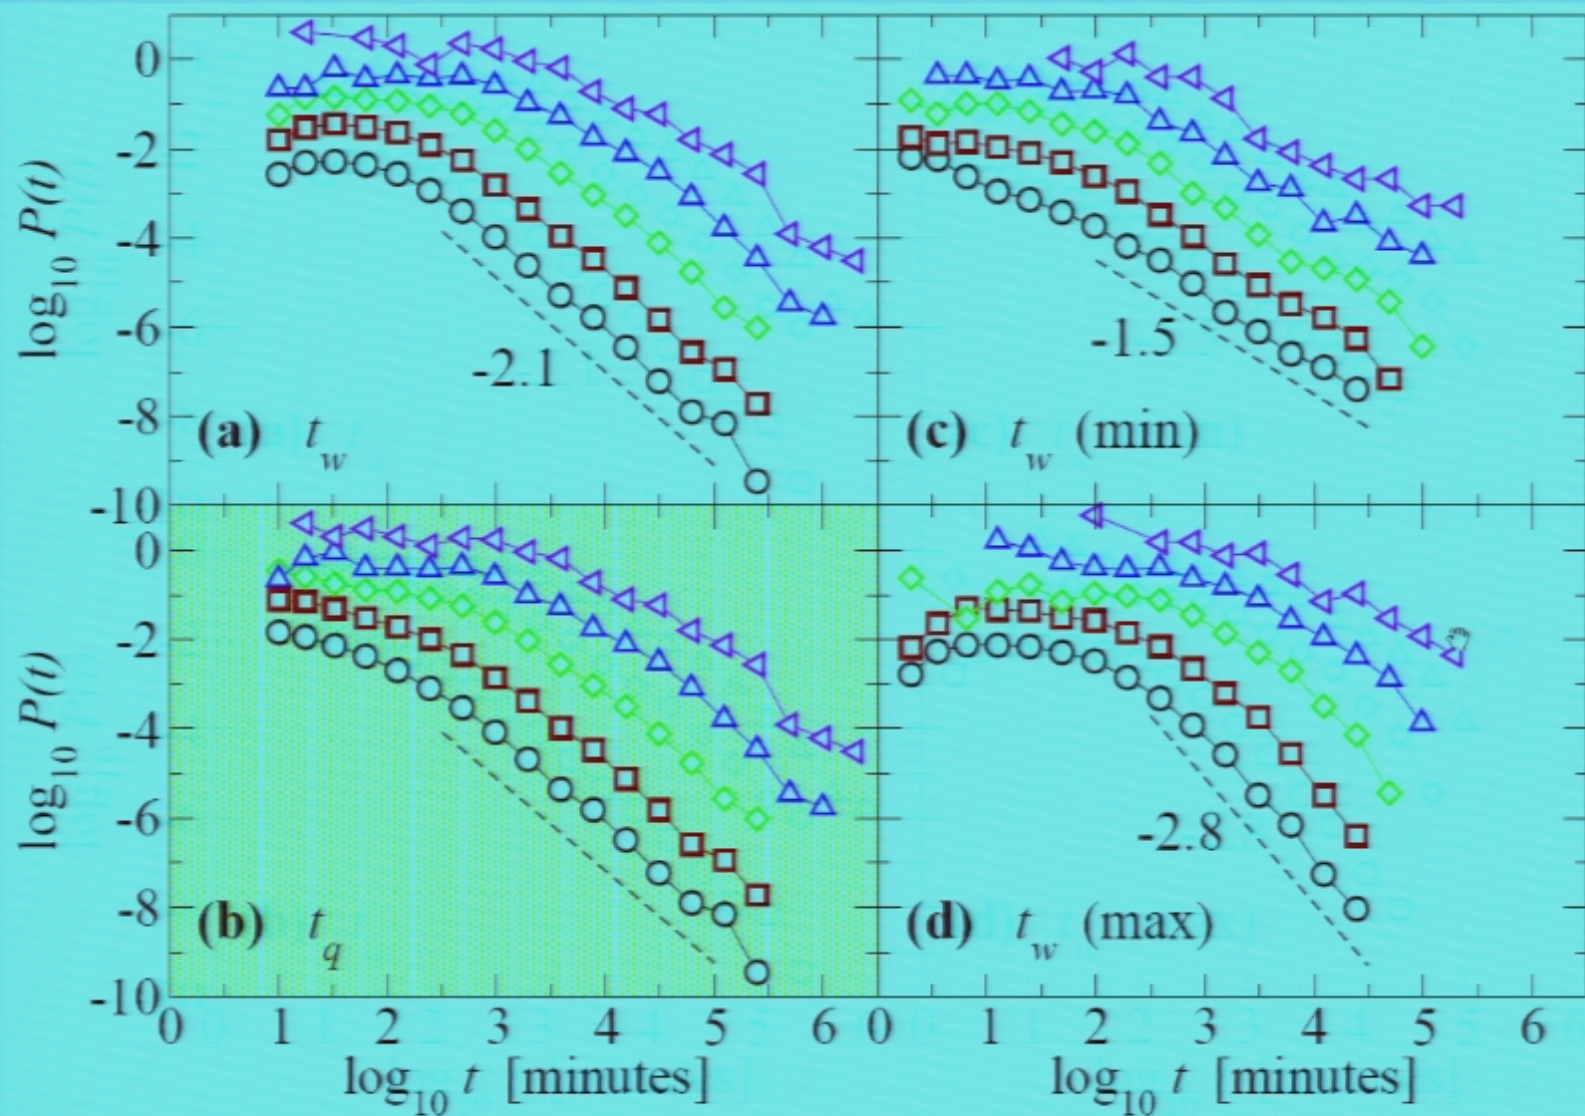 0
-2
-4
-6
-8
-10
log10 P(t)
-2.1
(a) tw
-1.5
(c) tw (min)
0
-2
-4
-6
-8
-10
log10 P(t)
(b) tq
-2.8
(d) tw (max)
0 1 2 3 4 5 6 0 1 2 3 4 5 6
log10 t [minutes] log10 t [minutes]